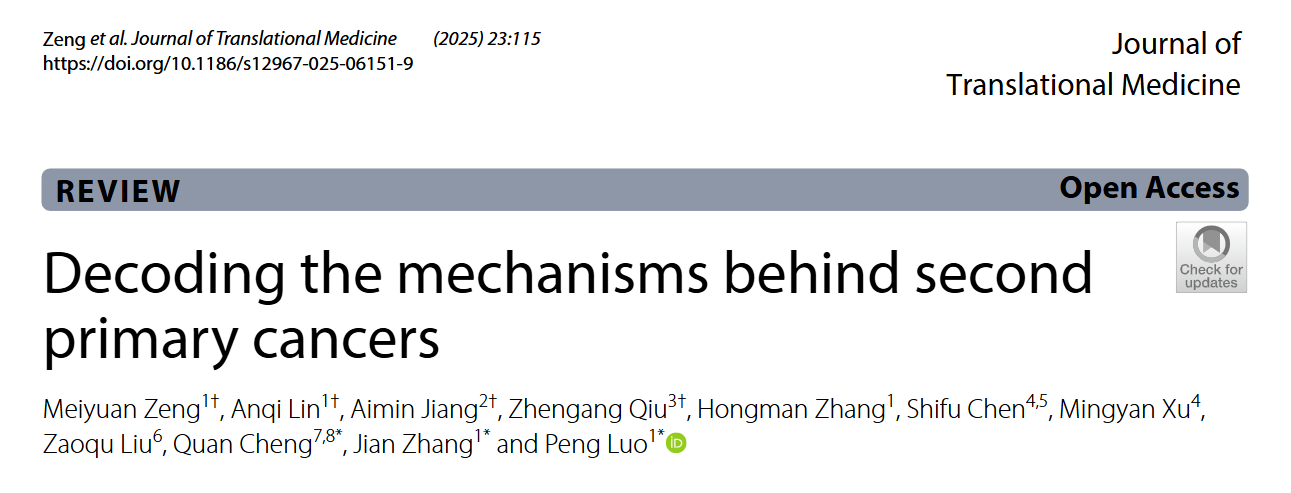 Zeng et al. Journal of Translational Medicine (2025) 23:115
https://doi.org/10.1186/s12967-025-06151-9
Journal of
Translational Medicine
REVIEW
Open Access
Decoding the mechanisms behind second
primary cancers
Check for
updates
Meiyuan Zeng1†, Anqi Lin1†, Aimin Jiang2†, Zhengang Qiu3†, Hongman Zhang1, Shifu Chen4,5, Mingyan Xu4,
Zaoqu Liu6, Quan Cheng7,8*, Jian Zhang1* and Peng Luo1* iD